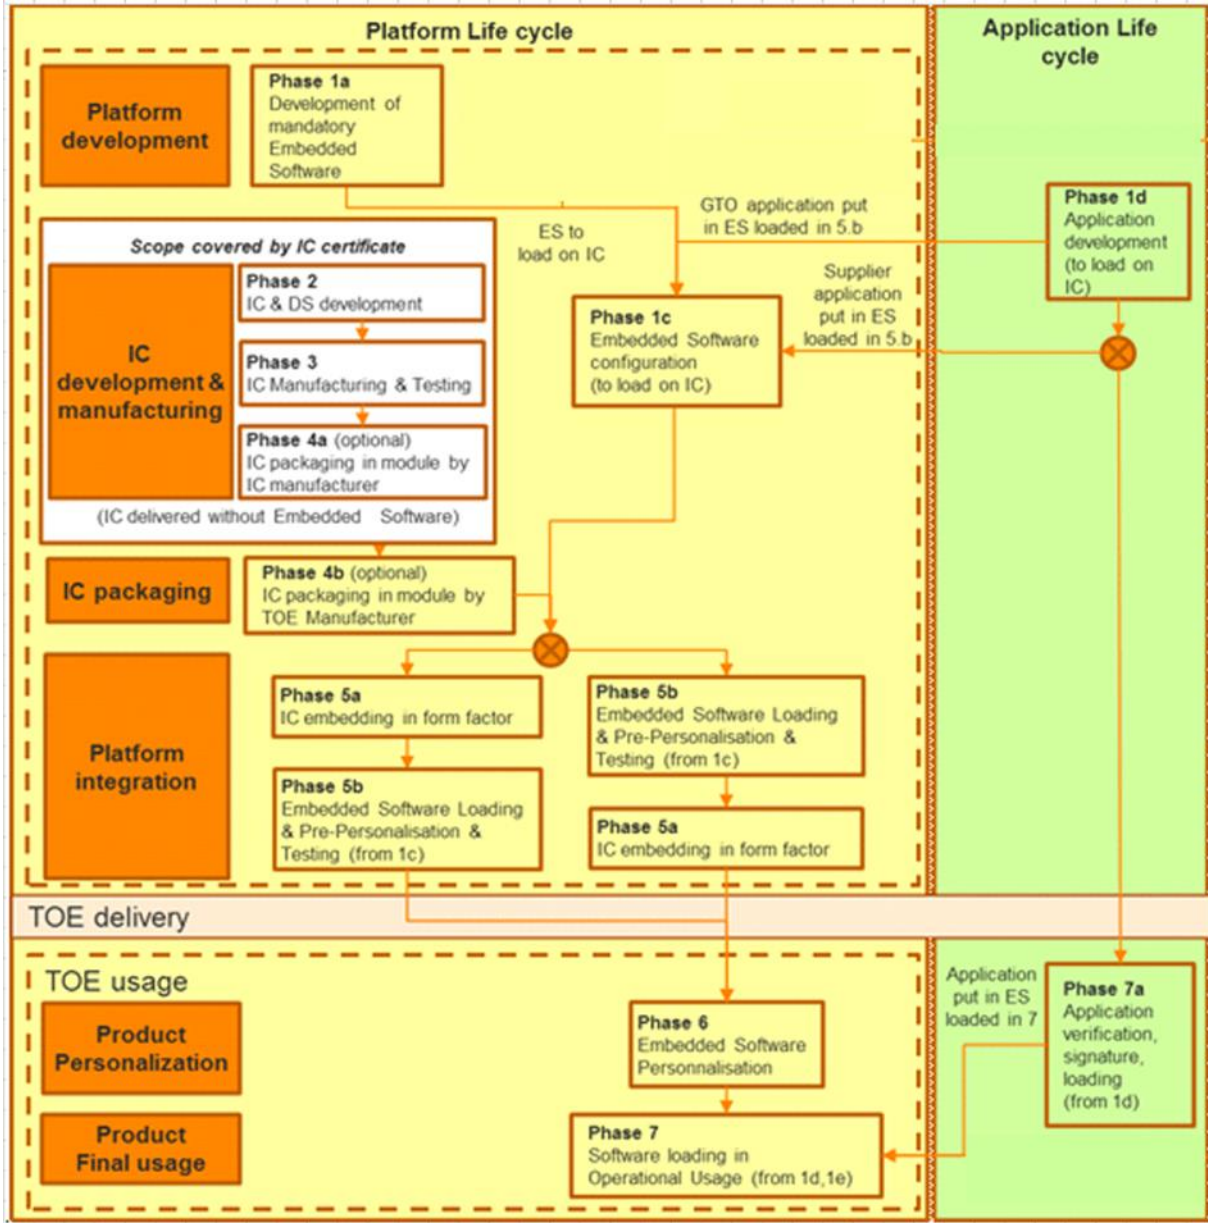 Platform Life cycle
Application Life
cycle
Platform
development
Phase 1a
Development of
mandatory
Embedded
Software
ES to
load on IC
GTO application put
in ES loaded in 5.b
Phase 1d
Application
development
(to load on
IC)
Supplier
application
put in ES
loaded in 5.b
Scope covered by IC certificate
IC
development &
manufacturing
Phase 2
IC & DS development
Phase 3
IC Manufacturing & Testing
Phase 4a (optional)
IC packaging in module by
IC manufacturer
(IC delivered without Embedded Software)
Phase 1c
Embedded Software
configuration
(to load on IC)
IC packaging
Phase 4b (optional)
IC packaging in module by
TOE Manufacturer
Platform
integration
Phase 5a
IC embedding in form factor
Phase 5b
Embedded Software Loading
& Pre-Personalisation &
Testing (from 1c)
Phase 5b
Embedded Software Loading
& Pre-Personalisation &
Testing (from 1c)
Phase 5a
IC embedding in form factor
TOE delivery
TOE usage
Product
Personalization
Phase 6
Embedded Software
Personnalisation
Application
put in ES
loaded in 7
Phase 7a
Application
verification,
signature,
loading
(from 1d)
Product
Final usage
Phase 7
Software loading in
Operational Usage (from 1d,1e)